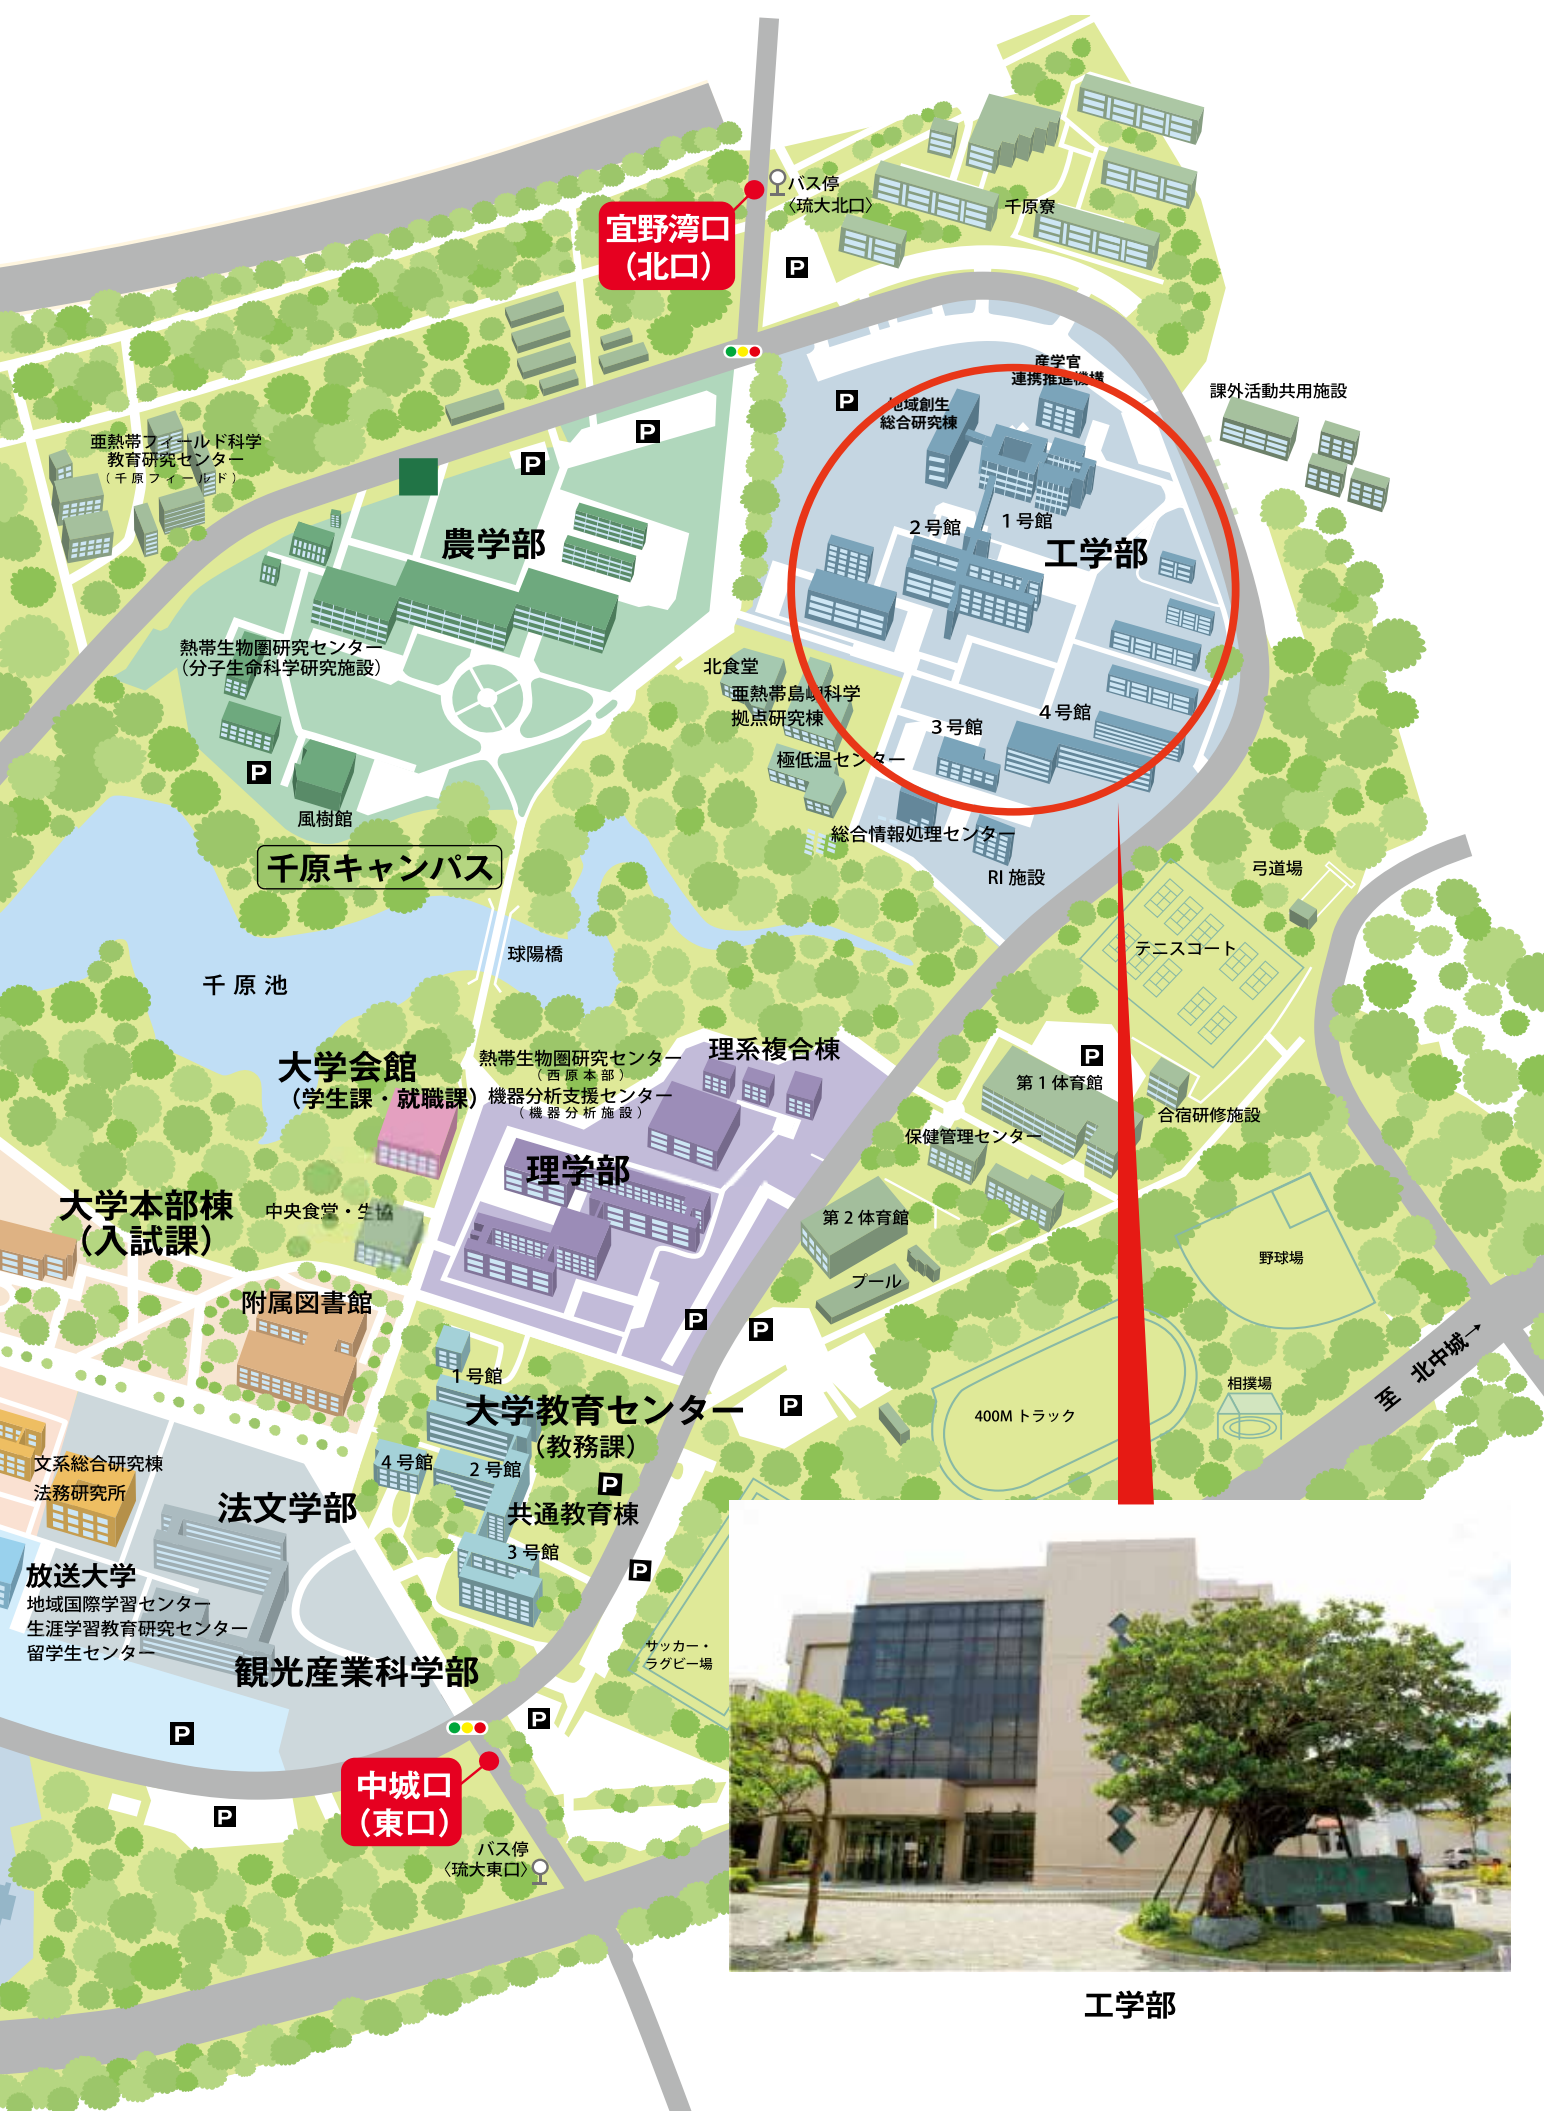 バス停
〈琉大北口〉
宜野湾口
（北口）
千原寮
P
産学官
連携推進機構
地域創生
総合研究棟
課外活動共用施設
P
P
P
亜熱帯フィールド科学
教育研究センター
（千原フィールド）
農学部
2号館
1号館
工学部
熱帯生物圏研究センター
（分子生命科学研究施設）
北食堂
亜熱帯島嶼科学
拠点研究棟
3号館
4号館
極低温センター
P
風樹館
総合情報処理センター
RI 施設
千原キャンパス
弓道場
球陽橋
テニスコート
千原池
大学会館
（学生課・就職課）
熱帯生物圏研究センター
（西原本部）
機器分析支援センター
（機器分析施設）
理系複合棟
P
第1体育館
合宿研修施設
保健管理センター
理学部
大学本部棟
（入試課）
中央食堂・生協
第2体育館
野球場
プール
附属図書館
P
P
1号館
大学教育センター
（教務課）
P
400M トラック
相撲場
至 北中城→
4号館
2号館
P
文系総合研究棟
法務研究所
法文学部
共通教育棟
3号館
P
放送大学
地域国際学習センター
生涯学習教育研究センター
留学生センター
観光産業科学部
サッカー・
ラグビー場
P
P
中城口
（東口）
P
バス停
〈琉大東口〉
工学部